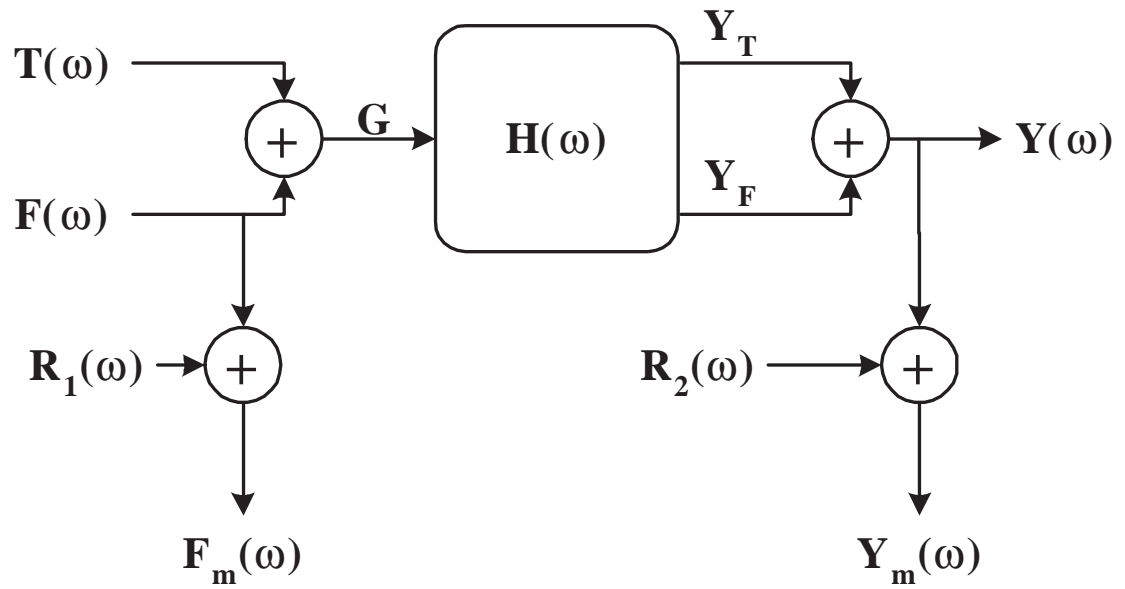 T(ω)
Y_T
+
G
H(ω)
+
Y(ω)
F(ω)
Y_F
R_1(ω)
+
R_2(ω)
+
F_m(ω)
Y_m(ω)